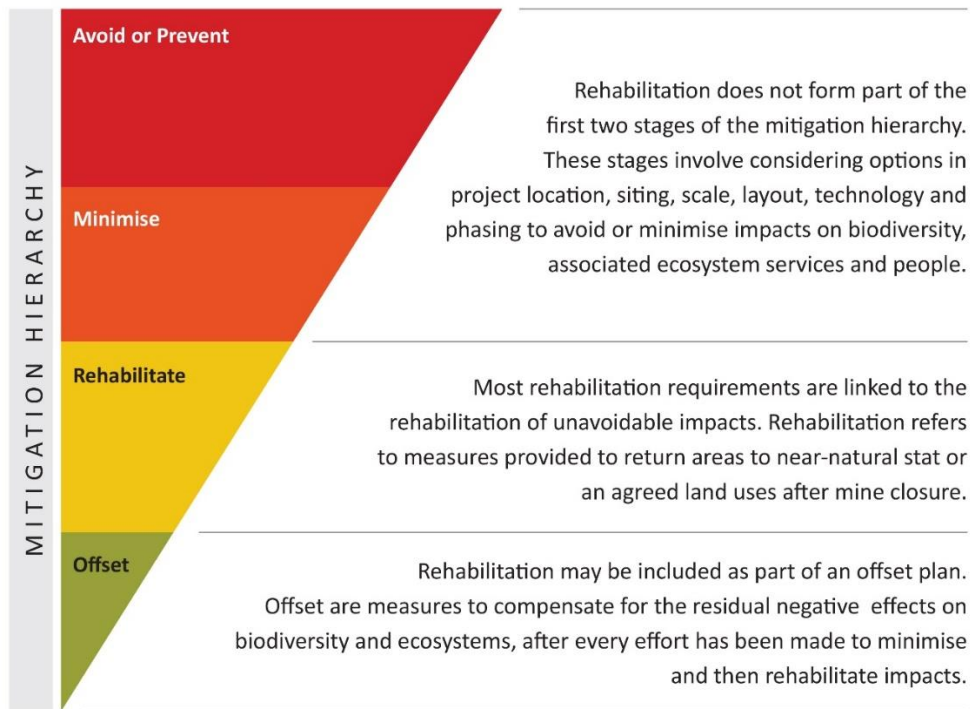 MITIGATION HIERARCHY
Avoid or Prevent
Rehabilitation does not form part of the
first two stages of the mitigation hierarchy.
These stages involve considering options in
project location, siting, scale, layout, technology and
phasing to avoid or minimise impacts on biodiversity,
associated ecosystem services and people.
Minimise
Rehabilitate
Most rehabilitation requirements are linked to the
rehabilitation of unavoidable impacts. Rehabilitation refers
to measures provided to return areas to near-natural stat or
an agreed land uses after mine closure.
Offset
Rehabilitation may be included as part of an offset plan.
Offset are measures to compensate for the residual negative effects on
biodiversity and ecosystems, after every effort has been made to minimise
and then rehabilitate impacts.